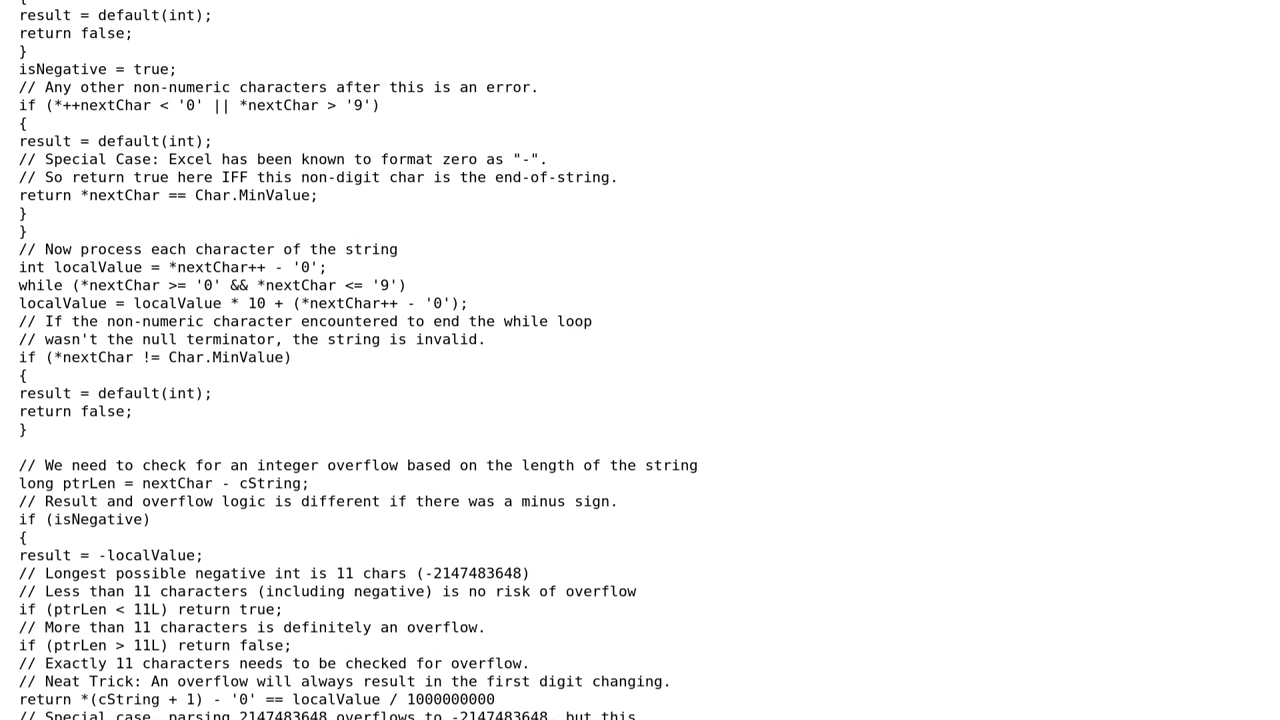 {
result = default(int);
return false;
}
isNegative = true;
// Any other non-numeric characters after this is an error.
if (*++nextChar < '0' || *nextChar > '9')
{
result = default(int);
// Special Case: Excel has been known to format zero as "-".
// So return true here IFF this non-digit char is the end-of-string.
return *nextChar == Char.MinValue;
}
}
// Now process each character of the string
int localValue = *nextChar++ - '0';
while (*nextChar >= '0' && *nextChar <= '9')
localValue = localValue * 10 + (*nextChar++ - '0');
// If the non-numeric character encountered to end the while loop
// wasn't the null terminator, the string is invalid.
if (*nextChar != Char.MinValue)
{
result = default(int);
return false;
}

// We need to check for an integer overflow based on the length of the string
long ptrLen = nextChar - cString;
// Result and overflow logic is different if there was a minus sign.
if (isNegative)
{
result = -localValue;
// Longest possible negative int is 11 chars (-2147483648)
// Less than 11 characters (including negative) is no risk of overflow
if (ptrLen < 11L) return true;
// More than 11 characters is definitely an overflow.
if (ptrLen > 11L) return false;
// Exactly 11 characters needs to be checked for overflow.
// Neat Trick: An overflow will always result in the first digit changing.
return *(cString + 1) - '0' == localValue / 1000000000
// Special case, parsing 2147483648 overflows to -2147483648, but this